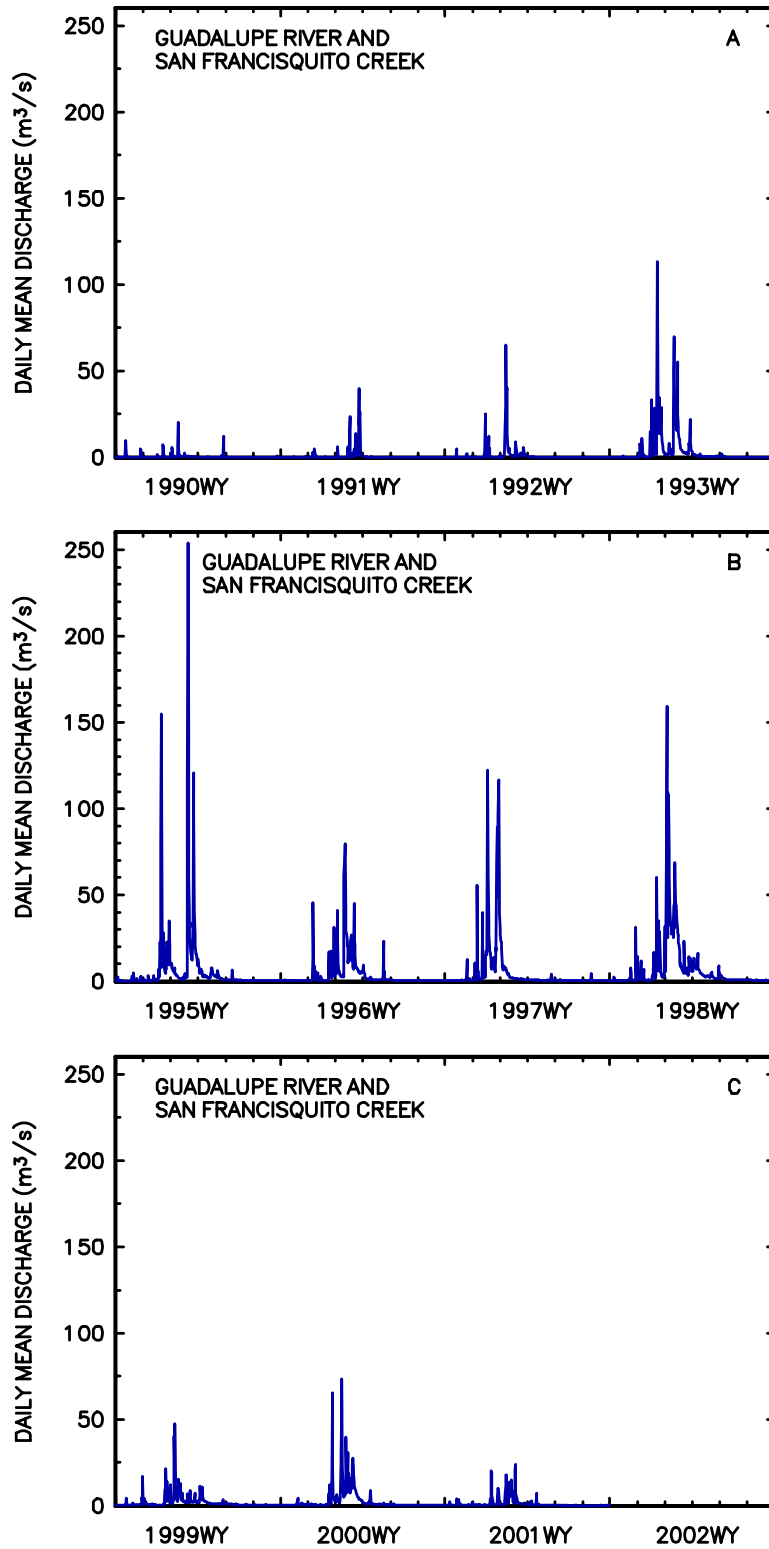 GUADALUPE RIVER AND
SAN FRANCISQUITO CREEK
A
DAILY MEAN DISCHARGE (m³/s)
250
200
150
100
50
0
1990WY 1991WY 1992WY 1993WY
GUADALUPE RIVER AND
SAN FRANCISQUITO CREEK
B
DAILY MEAN DISCHARGE (m³/s)
250
200
150
100
50
0
1995WY 1996WY 1997WY 1998WY
GUADALUPE RIVER AND
SAN FRANCISQUITO CREEK
C
DAILY MEAN DISCHARGE (m³/s)
250
200
150
100
50
0
1999WY 2000WY 2001WY 2002WY